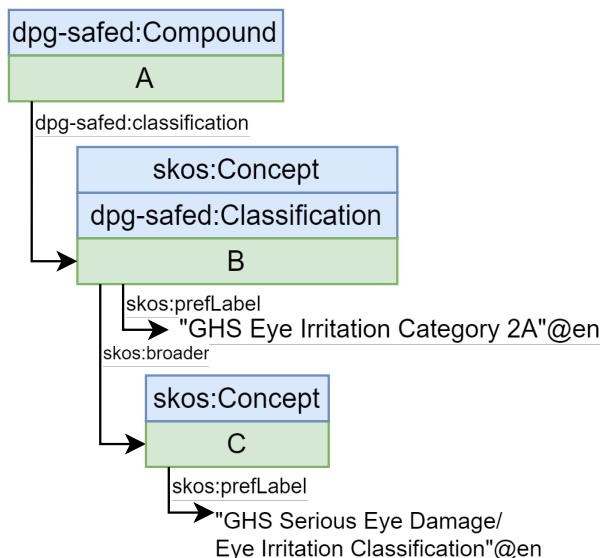 dpg-safed:Compound
A
dpg-safed:classification
skos:Concept
dpg-safed:Classification
B
skos:prefLabel
"GHS Eye Irritation Category 2A"@en
skos:broader
skos:Concept
C
skos:prefLabel
"GHS Serious Eye Damage/
Eye Irritation Classification"@en